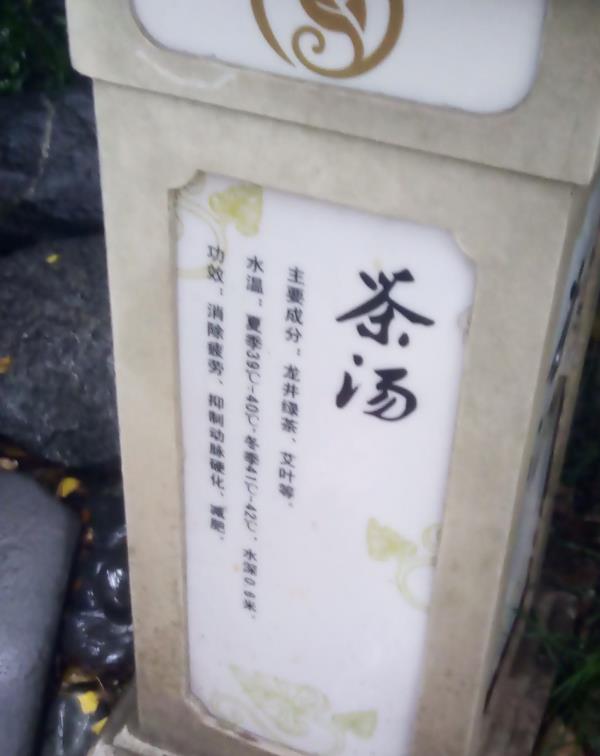 茶汤
主要成分：龙井绿茶、艾叶等。
水温：夏季39℃-40℃，冬季41℃-42℃，水深0.6米。
功效：消除疲劳、抑制动脉硬化、减肥。